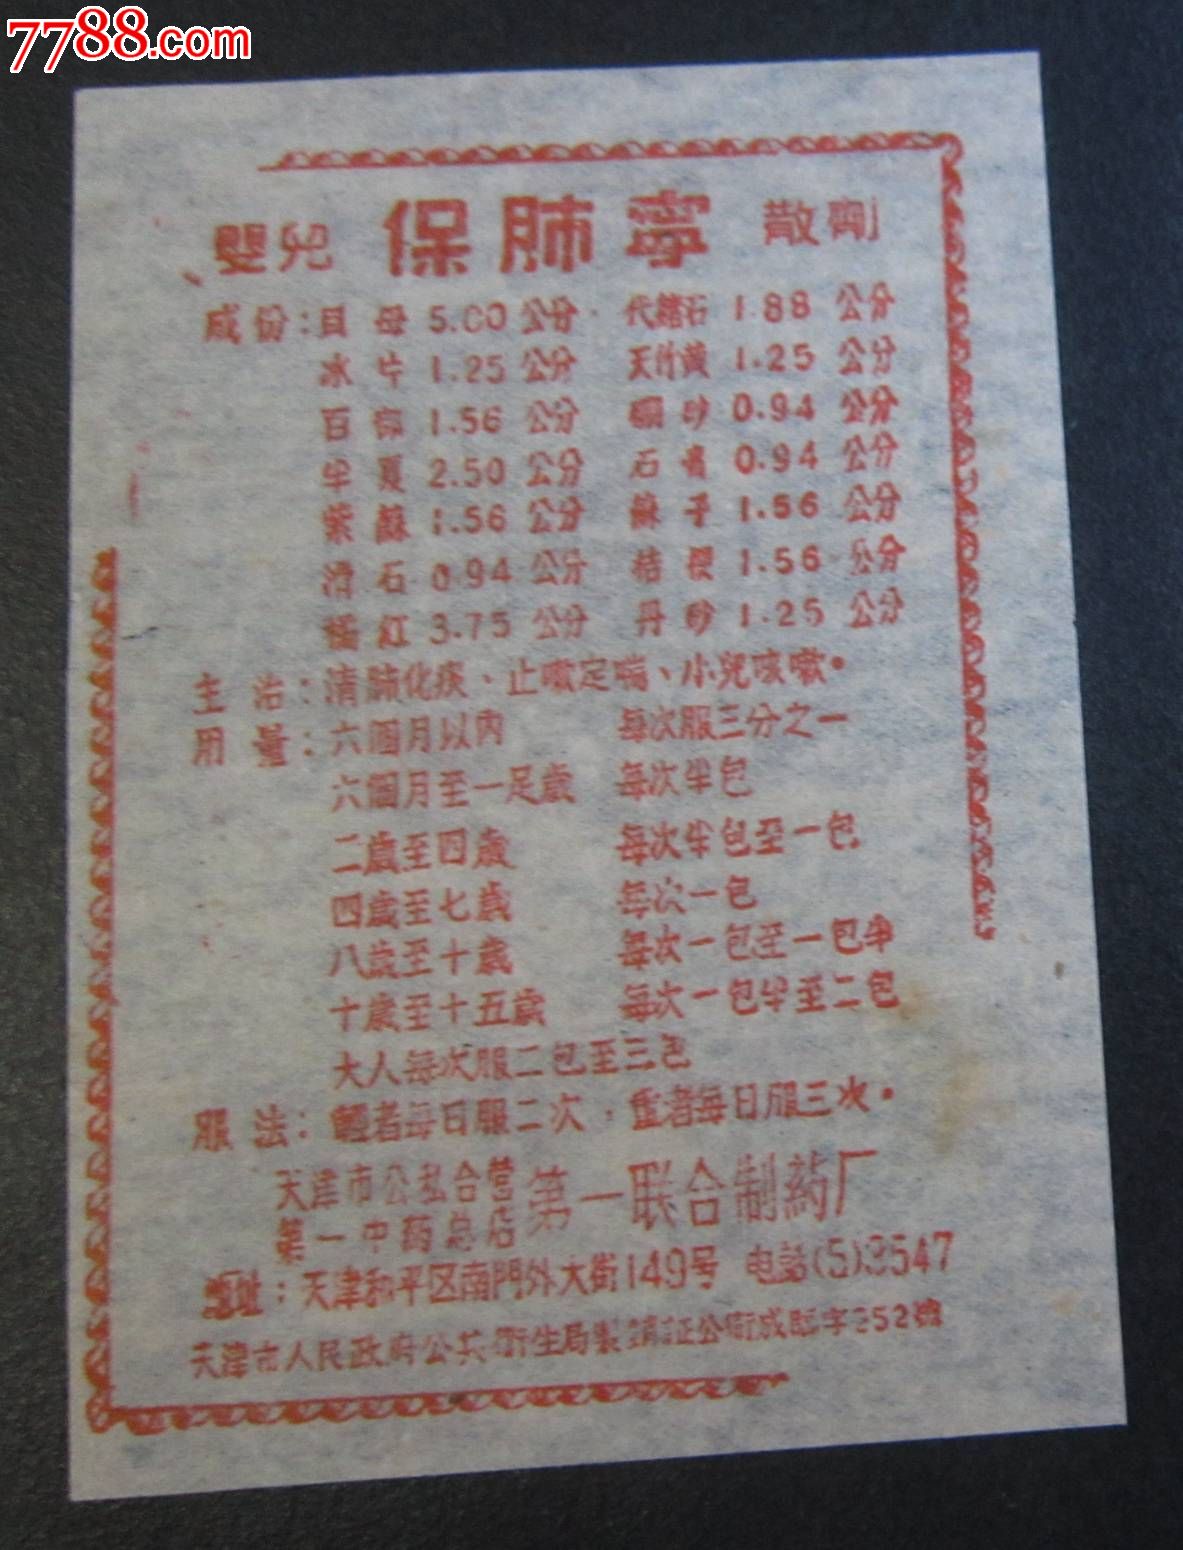 7788.com
嬰兒 保肺寧 散劑
成份：貝母 5.00 公分 代赭石 1.88 公分
冰片 1.25 公分 天竹黄 1.25 公分
百部 1.56 公分 硼砂 0.94 公分
半夏 2.50 公分 石膏 0.94 公分
紫蘇 1.56 公分 蘇子 1.56 公分
滑石 0.94 公分 桔梗 1.56 公分
橘紅 3.75 公分 丹砂 1.25 公分
主治：清肺化痰、止嗽定喘、小兒咳嗽。
用量：六個月以内 每次服三分之一
六個月至一足歲 每次半包
二歲至四歲 每次半包至一包
四歲至七歲 每次一包
八歲至十歲 每次一包至一包半
十歲至十五歲 每次一包半至二包
大人每次服二包至三包
服法：輕者每日服二次，重者每日服三次。
天津市公私合营
第一中药总店 第一联合制药厂
地址：天津和平区南門外大街149号 电話(5)3547
天津市人民政府公共衛生局製 証公衛成 字252號